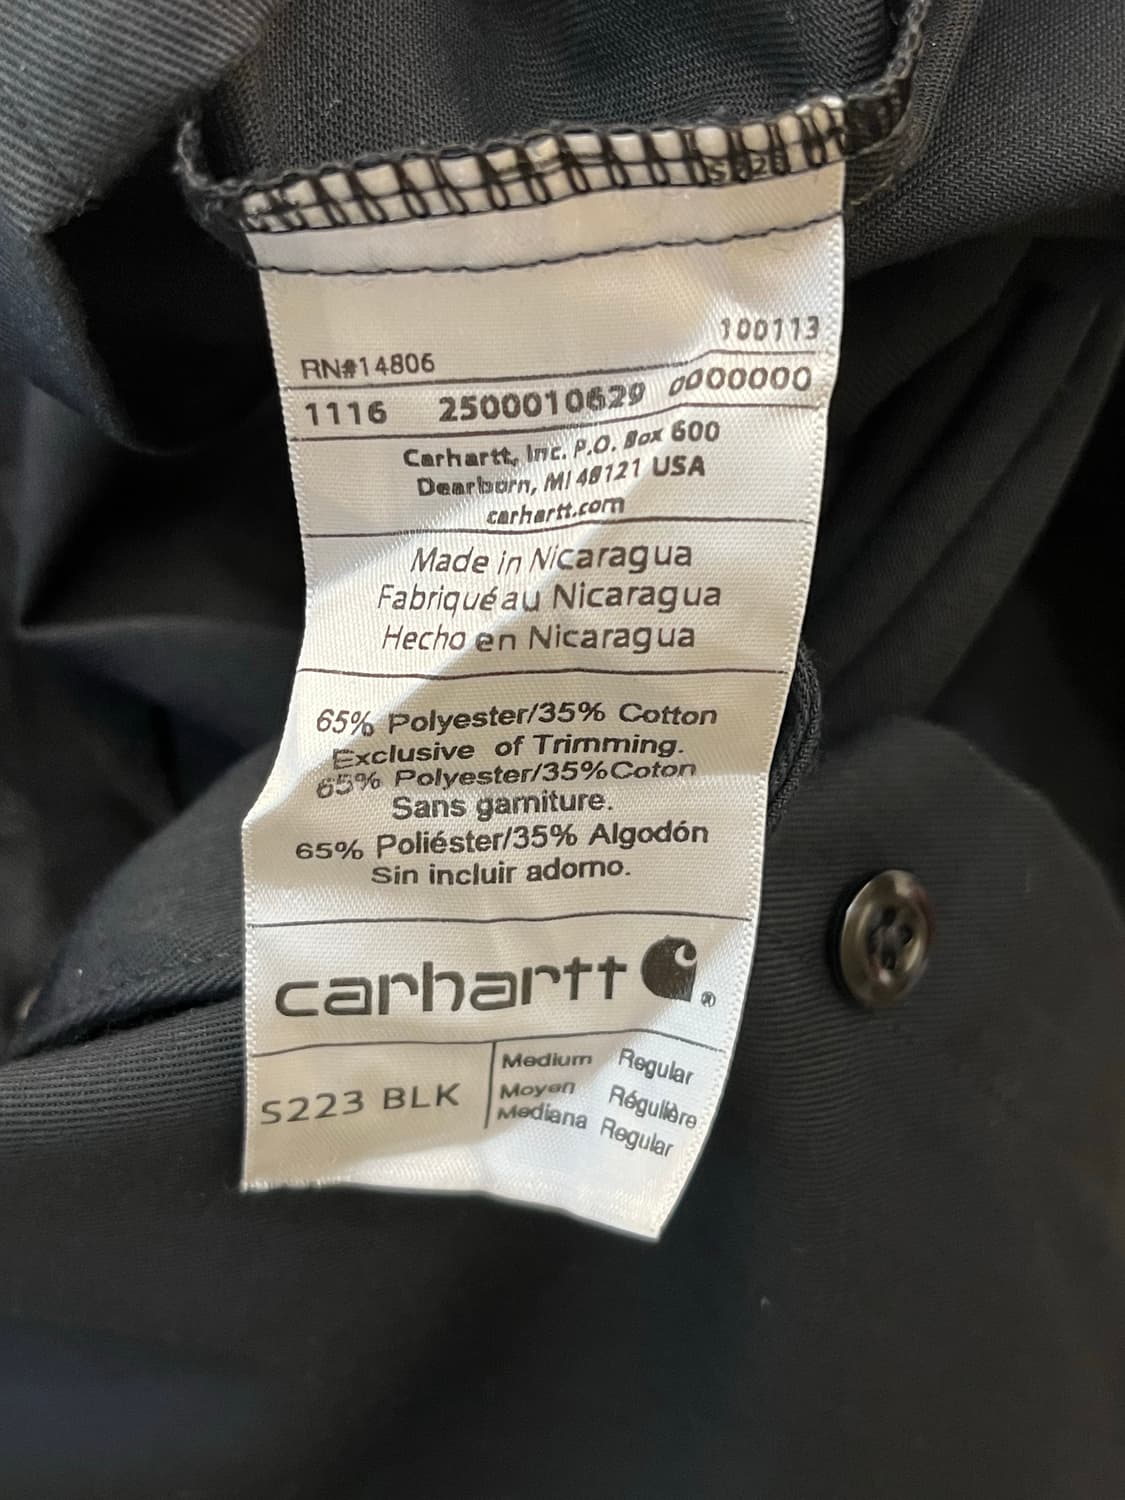 100113
RN#14806
1116 2500010629 0000000
Carhartt, Inc. P.O. Box 600
Dearborn, MI 48121 USA
carhartt.com
Made in Nicaragua
Fabriqué au Nicaragua
Hecho en Nicaragua
65% Polyester/35% Cotton
Exclusive of Trimming.
65% Polyester/35%Coton
Sans garniture.
65% Poliéster/35% Algodón
Sin incluir adorno.
carhartt ®
S223 BLK
Medium Regular
Moyen Régulière
Mediana Regular